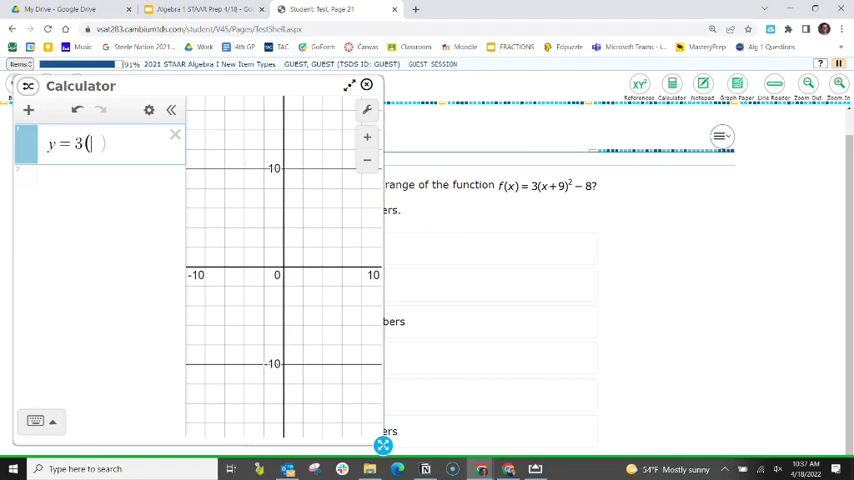 My Drive - Google Drive
Algebra 1 STAAR Prep 4/18 - Go
Student: Test, Page 21
vsat283.cambiumtds.com/student/V45/Pages/TestShell.aspx
Music
Steele Nation 2021...
Work
4th GP
TAC
GoForm
Canvas
Classroom
Moodle
FRACTIONS
Edpuzzle
Microsoft Teams - I...
MasteryPrep
Alg 1 Questions
Items
91% 2021 STAAR Algebra I New Item Types
GUEST, GUEST (TSDS ID: GUEST)
GUEST SESSION
Calculator
References
Calculator
Notepad
Graph Paper
Line Reader
Zoom Out
Zoom In
1
y = 3( )
2
10
-10
0
10
-10
range of the function f(x) = 3(x+9)² − 8?
ers.
bers
ers
Type here to search
54°F Mostly sunny
10:37 AM
4/18/2022